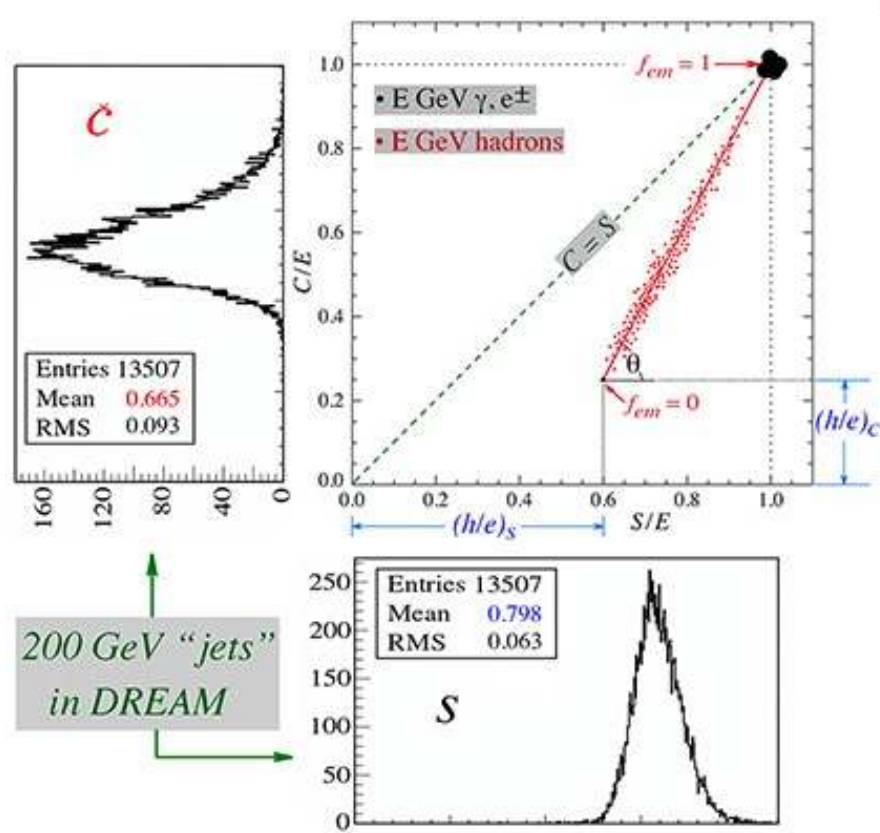 Č
Entries 13507
Mean 0.665
RMS 0.093
160 120 80 40 0
C/E
1.0
0.8
0.6
0.4
0.2
0.0
f_em = 1
• E GeV γ, e±
• E GeV hadrons
C = S
θ
f_em = 0
(h/e)_C
0.0 0.2 0.4 0.6 0.8 1.0
(h/e)_S
S/E
200 GeV “jets”
in DREAM
250
200
150
100
50
0
Entries 13507
Mean 0.798
RMS 0.063
S